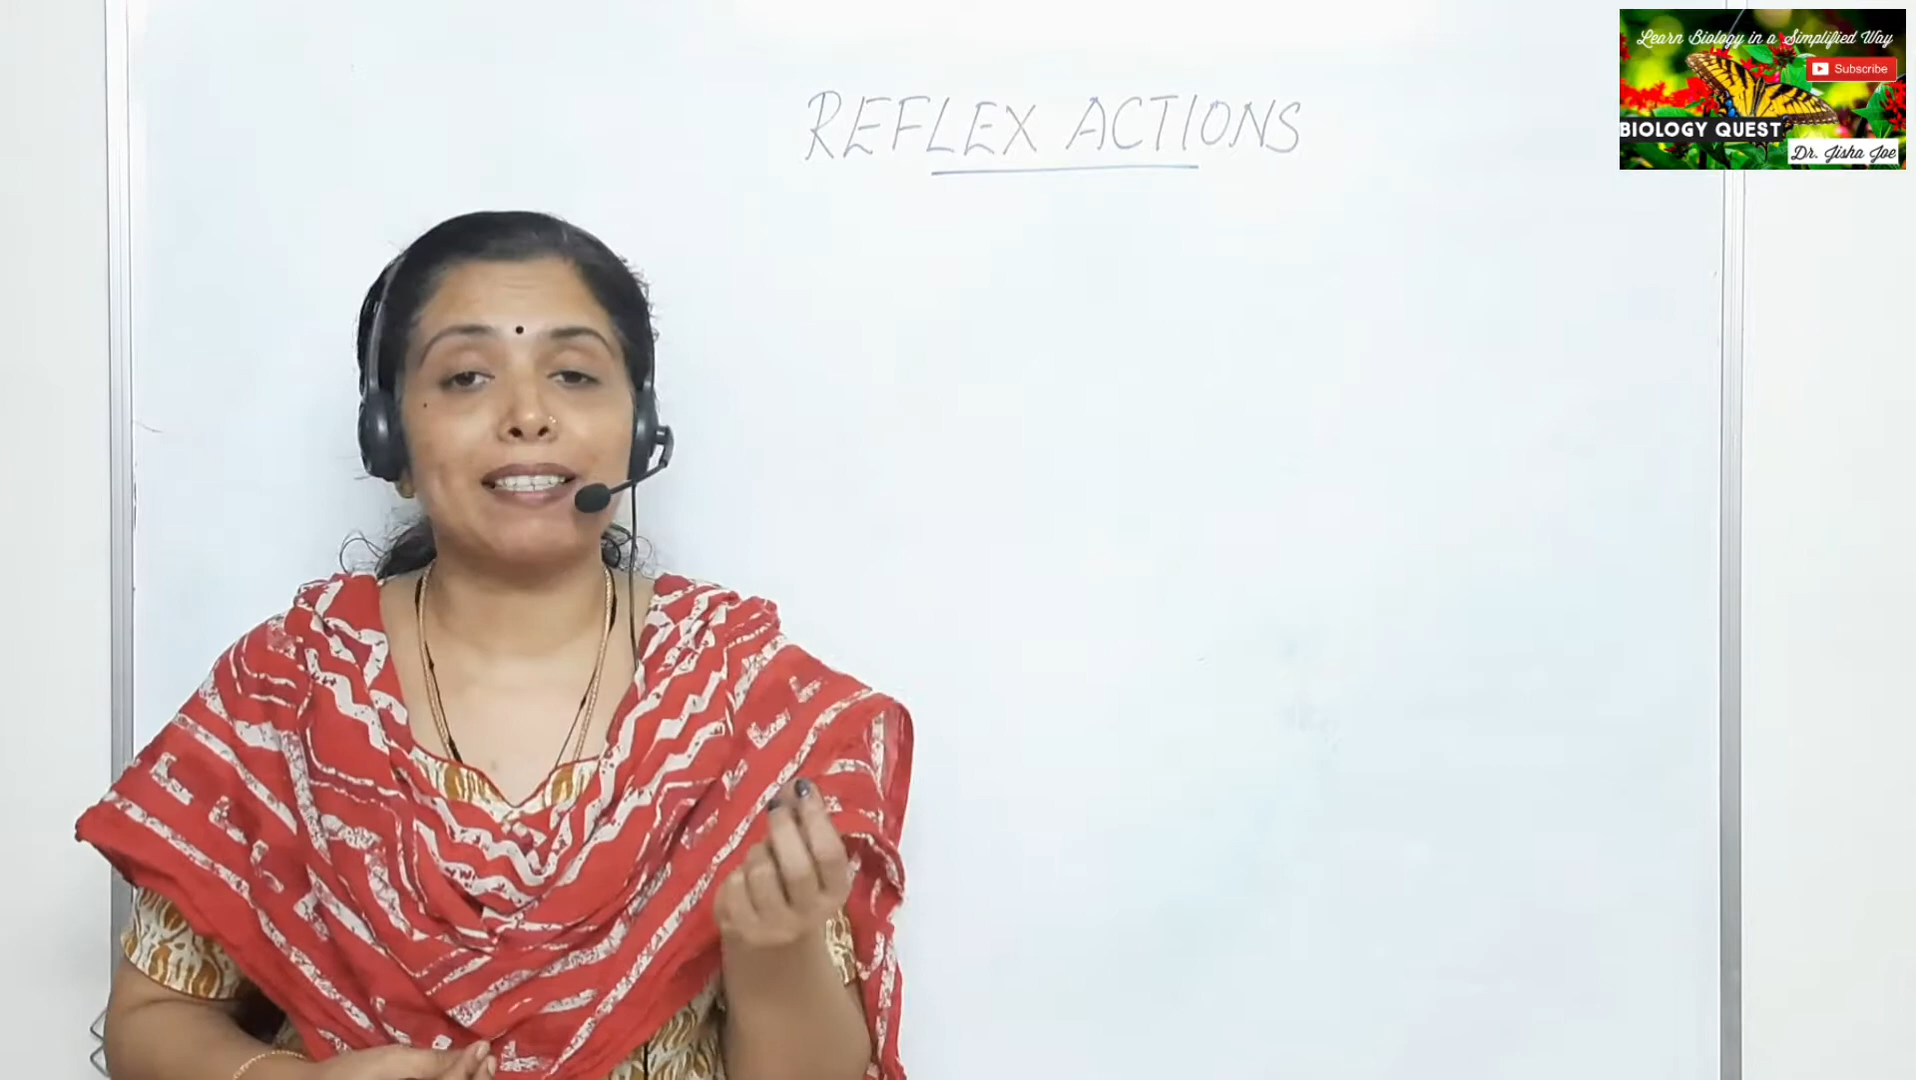 REFLEX ACTIONS
Learn Biology in a Simplified Way
Subscribe
BIOLOGY QUEST
Dr. Jisha Joe